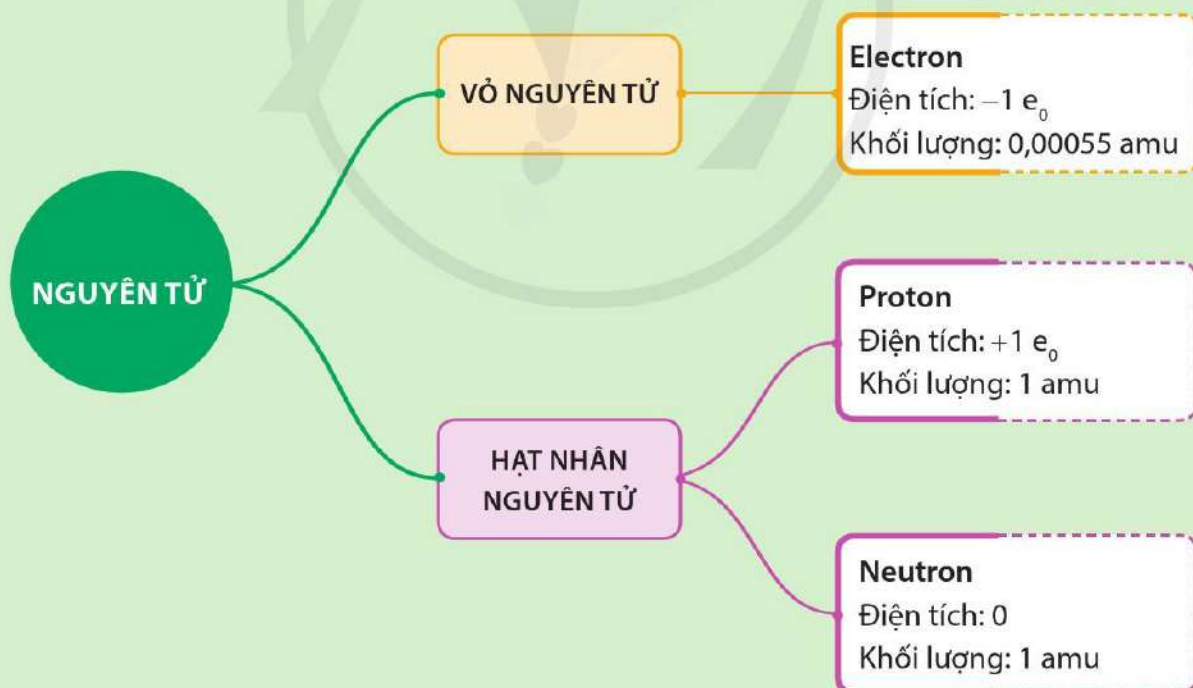 NGUYÊN TỬ
VỎ NGUYÊN TỬ
Electron
Điện tích: −1 e₀
Khối lượng: 0,00055 amu
HẠT NHÂN
NGUYÊN TỬ
Proton
Điện tích: +1 e₀
Khối lượng: 1 amu
Neutron
Điện tích: 0
Khối lượng: 1 amu